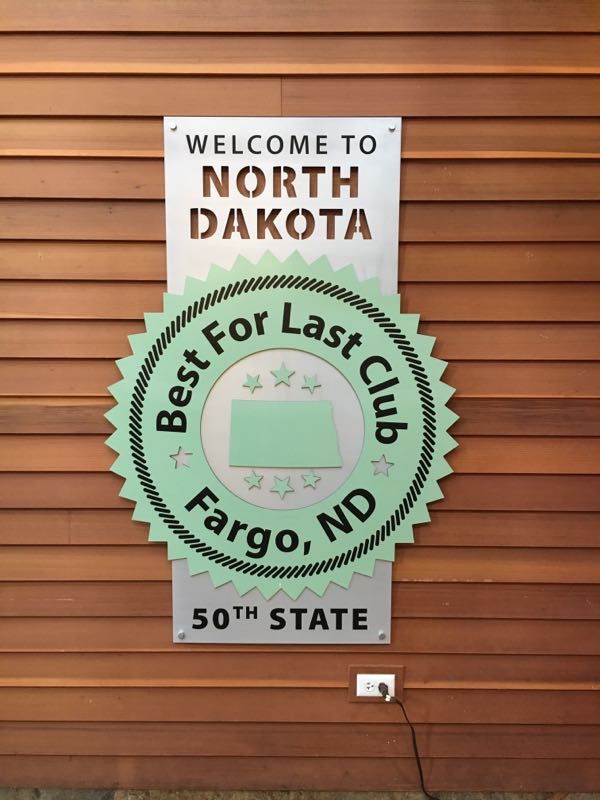 WELCOME TO
NORTH
DAKOTA
Best For Last Club
Fargo, ND
50TH STATE